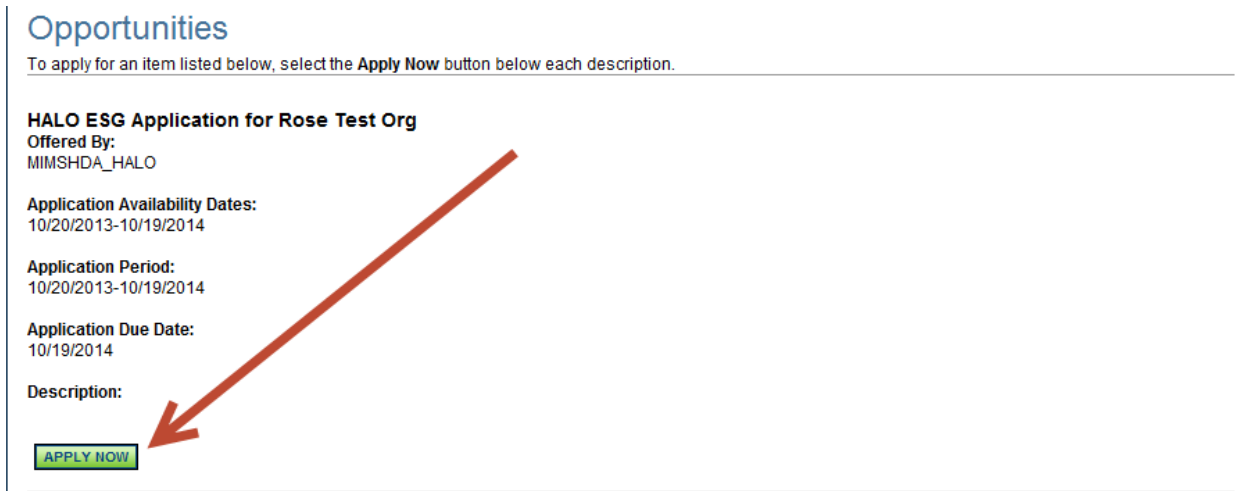 Opportunities
To apply for an item listed below, select the Apply Now button below each description.
HALO ESG Application for Rose Test Org
Offered By:
MIMSHDA_HALO
Application Availability Dates:
10/20/2013-10/19/2014
Application Period:
10/20/2013-10/19/2014
Application Due Date:
10/19/2014
Description:
APPLY NOW